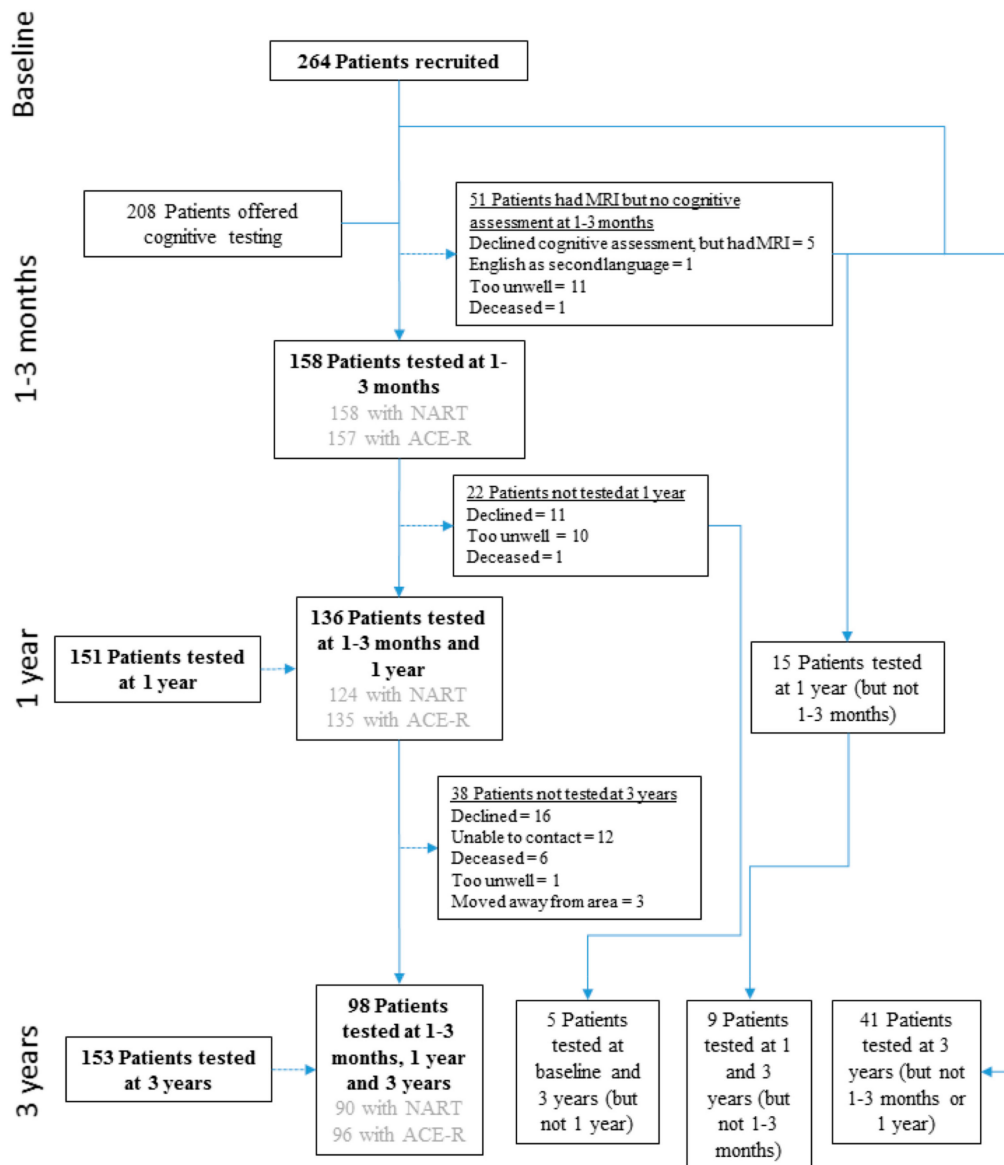 Baseline
264 Patients recruited
208 Patients offered
cognitive testing
51 Patients had MRI but no cognitive
assessment at 1-3 months
Declined cognitive assessment, but had MRI = 5
English as second language = 1
Too unwell = 11
Deceased = 1
1-3 months
158 Patients tested at 1-
3 months
158 with NART
157 with ACE-R
22 Patients not tested at 1 year
Declined = 11
Too unwell = 10
Deceased = 1
1 year
151 Patients tested
at 1 year
136 Patients tested
at 1-3 months and
1 year
124 with NART
135 with ACE-R
15 Patients tested
at 1 year (but not
1-3 months)
38 Patients not tested at 3 years
Declined = 16
Unable to contact = 12
Deceased = 6
Too unwell = 1
Moved away from area = 3
3 years
153 Patients tested
at 3 years
98 Patients
tested at 1-3
months, 1 year
and 3 years
90 with NART
96 with ACE-R
5 Patients
tested at
baseline and
3 years (but
not 1 year)
9 Patients
tested at 1
and 3
years (but
not 1-3
months)
41 Patients
tested at 3
years (but not
1-3 months or
1 year)